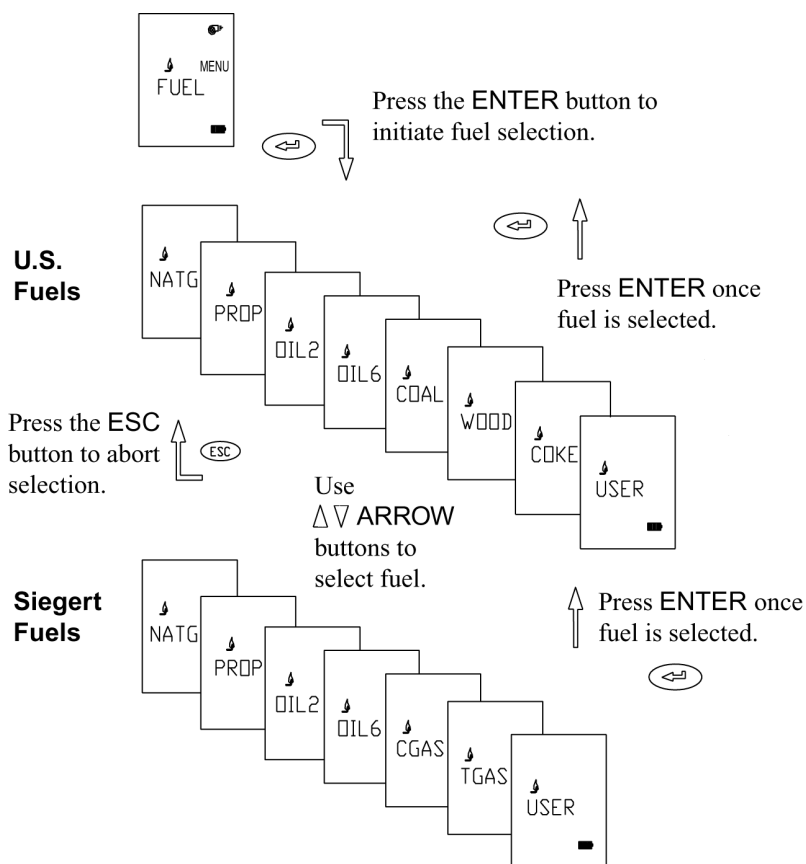 MENU
FUEL
Press the ENTER button to
initiate fuel selection.
U.S.
Fuels
NATG
PROP
OIL2
OIL6
COAL
WOOD
COKE
USER
Press ENTER once
fuel is selected.
Press the ESC
button to abort
selection.
ESC
Use
△▽ ARROW
buttons to
select fuel.
Siegert
Fuels
NATG
PROP
OIL2
OIL6
CGAS
TGAS
USER
Press ENTER once
fuel is selected.